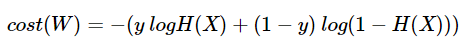 cost(W) = −(y logH(X) + (1 − y) log(1 − H(X)))